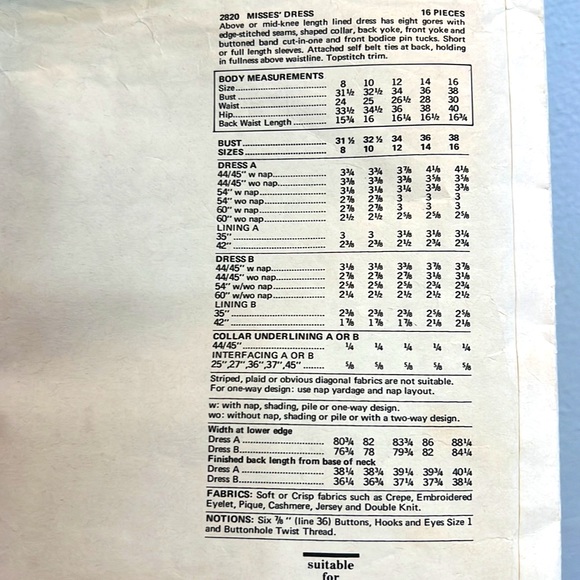 2820 MISSES' DRESS 16 PIECES
Above or mid-knee length lined dress has eight gores with
edge-stitched seams, shaped collar, back yoke, front yoke and
buttoned band cut-in-one and front bodice pin tucks. Short
or full length sleeves. Attached self belt ties at back, holding
in fullness above waistline. Topstitch trim.
BODY MEASUREMENTS
Size 8 10 12 14 16
Bust 31½ 32½ 34 36 38
Waist 24 25 26½ 28 30
Hip 33½ 34½ 36 38 40
Back Waist Length 15¾ 16 16¼ 16½ 16¾
BUST 31½ 32½ 34 36 38
SIZES 8 10 12 14 16
DRESS A
44/45" w nap 3¾ 3¾ 3⅞ 4⅛ 4⅛
44/45" wo nap 3⅜ 3⅜ 3⅜ 3⅝ 3⅝
54" w nap 3⅛ 3⅛ 3¼ 3⅜ 3⅜
54" wo nap 2⅞ 2⅞ 3 3 3
60" w nap 2⅞ 2⅞ 3 3 3
60" wo nap 2½ 2½ 2⅝ 2⅝ 2⅝
LINING A
35" 3 3 3⅛ 3⅛ 3¼
42" 2⅜ 2⅜ 2½ 2¾ 2¾
DRESS B
44/45" w nap 3⅛ 3⅛ 3⅜ 3⅞ 3⅞
44/45" wo nap 2⅞ 2⅞ 2⅞ 3⅛ 3⅛
54" w/wo nap 2⅝ 2⅝ 2⅝ 2¾ 2¾
60" w/wo nap 2¼ 2¼ 2½ 2½ 2½
LINING B
35" 2⅜ 2⅜ 2⅜ 2⅝ 2⅝
42" 1⅞ 1⅞ 1⅞ 2⅛ 2⅛
COLLAR UNDERLINING A OR B
44/45" ¼ ¼ ¼ ¼ ¼
INTERFACING A OR B
25",27",36",37",45" ⅝ ⅝ ⅝ ⅝ ⅝
Striped, plaid or obvious diagonal fabrics are not suitable.
For one-way design: use nap yardage and nap layout.
w: with nap, shading, pile or one-way design.
wo: without nap, shading or pile or with a two-way design.
Width at lower edge
Dress A 80¾ 82 83¾ 86 88¼
Dress B 76¾ 78 79¾ 82 84¼
Finished back length from base of neck
Dress A 38¼ 38¾ 39¼ 39¾ 40¼
Dress B 36¼ 36¾ 37¼ 37¾ 38¼
FABRICS: Soft or Crisp fabrics such as Crepe, Embroidered
Eyelet, Pique, Cashmere, Jersey and Double Knit.
NOTIONS: Six ⅞" (line 36) Buttons, Hooks and Eyes Size 1
and Buttonhole Twist Thread.
suitable
for